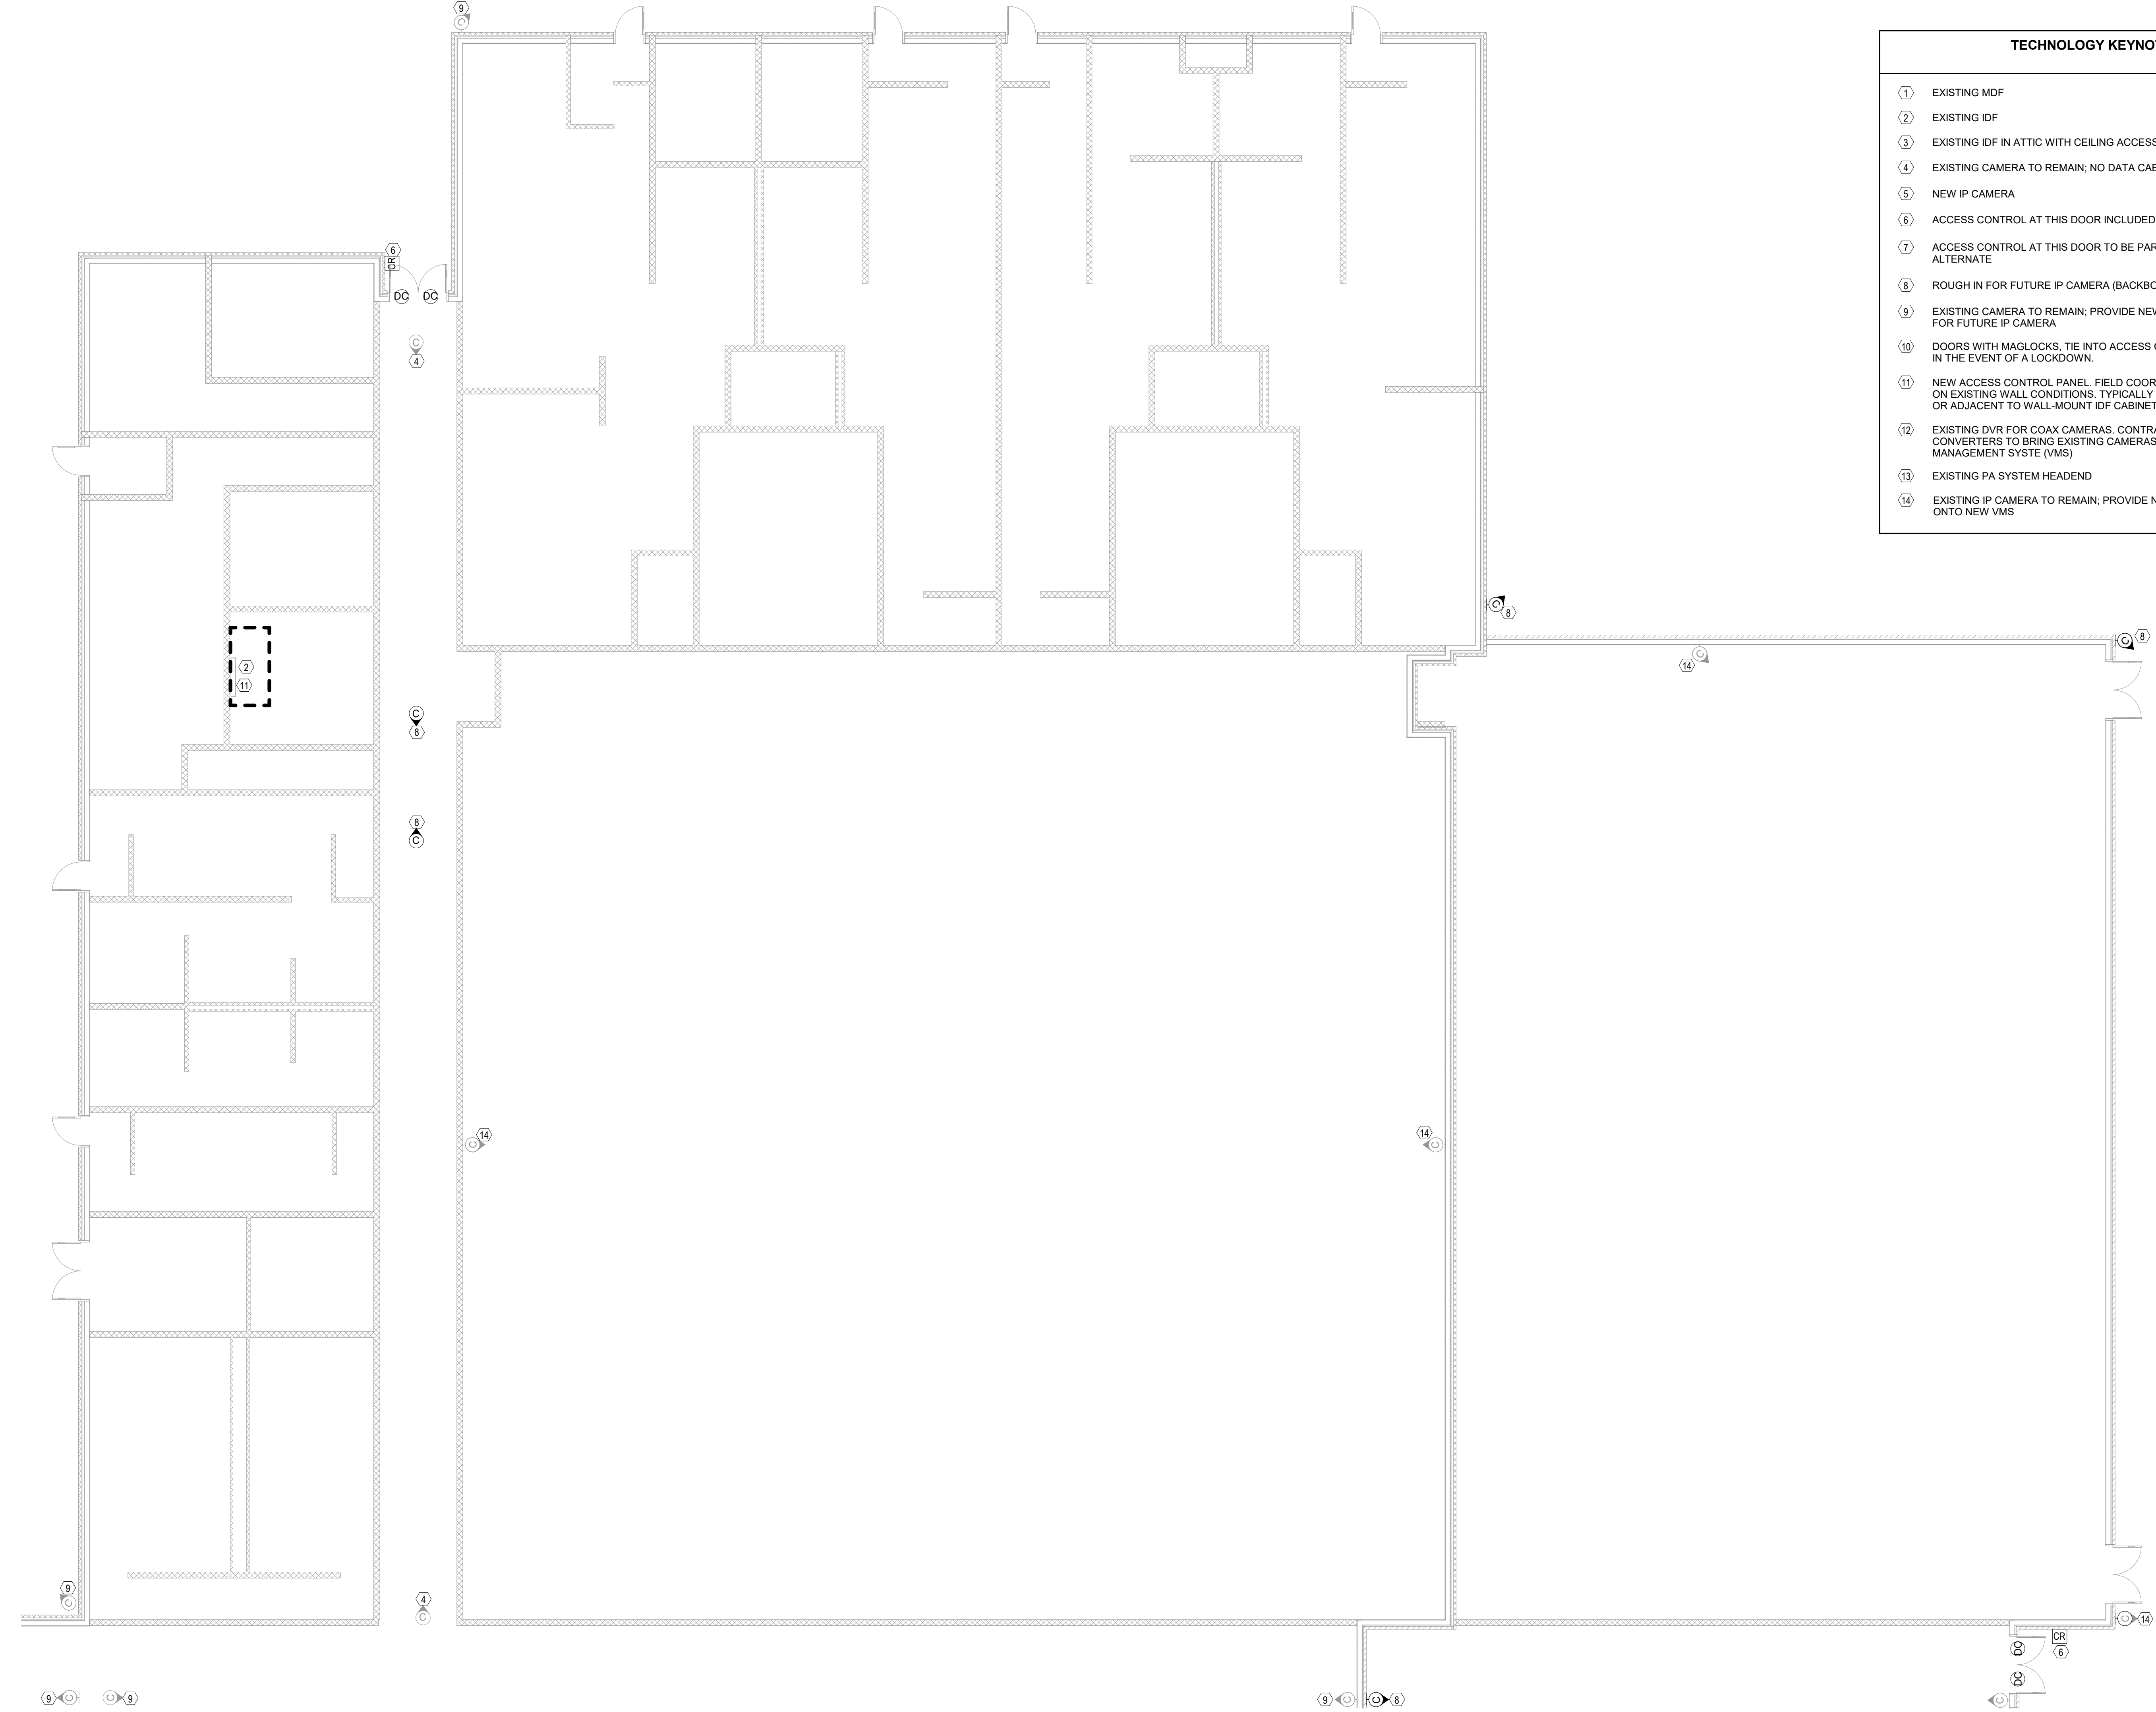 TECHNOLOGY
1 EXISTING MDF
2 EXISTING IDF
3 EXISTING IDF IN ATTIC WITH CEILING ACCESS
4 EXISTING CAMERA TO REMAIN; NO DATA
5 NEW IP CAMERA
6 ACCESS CONTROL AT THIS DOOR INCLUDED
7 ACCESS CONTROL AT THIS DOOR TO BE
ALTERNATE
8 ROUGH IN FOR FUTURE IP CAMERA
9 EXISTING CAMERA TO REMAIN; PROVIDE
FOR FUTURE IP CAMERA
10 DOORS WITH MAGLOCKS, TIE INTO ACCESS
IN THE EVENT OF A LOCKDOWN.
11 NEW ACCESS CONTROL PANEL. FIELD
ON EXISTING WALL CONDITIONS. TYPICALLY
OR ADJACENT TO WALL-MOUNT IDF CABINET
12 EXISTING DVR FOR COAX CAMERAS.
CONVERTERS TO BRING EXISTING CAMERAS
MANAGEMENT SYSTE (VMS)
13 EXISTING PA SYSTEM HEADEND
14 EXISTING IP CAMERA TO REMAIN; PROVIDE
ONTO NEW VMS
9
C
6
CR
DC DC
C
4
2
11
C
8
8
C
C
8
C
14
C 8
14
C
14
C
9
C
4
C
C 14
CR
6
DC
DC
9 C
C 9
9 C
C 8
C